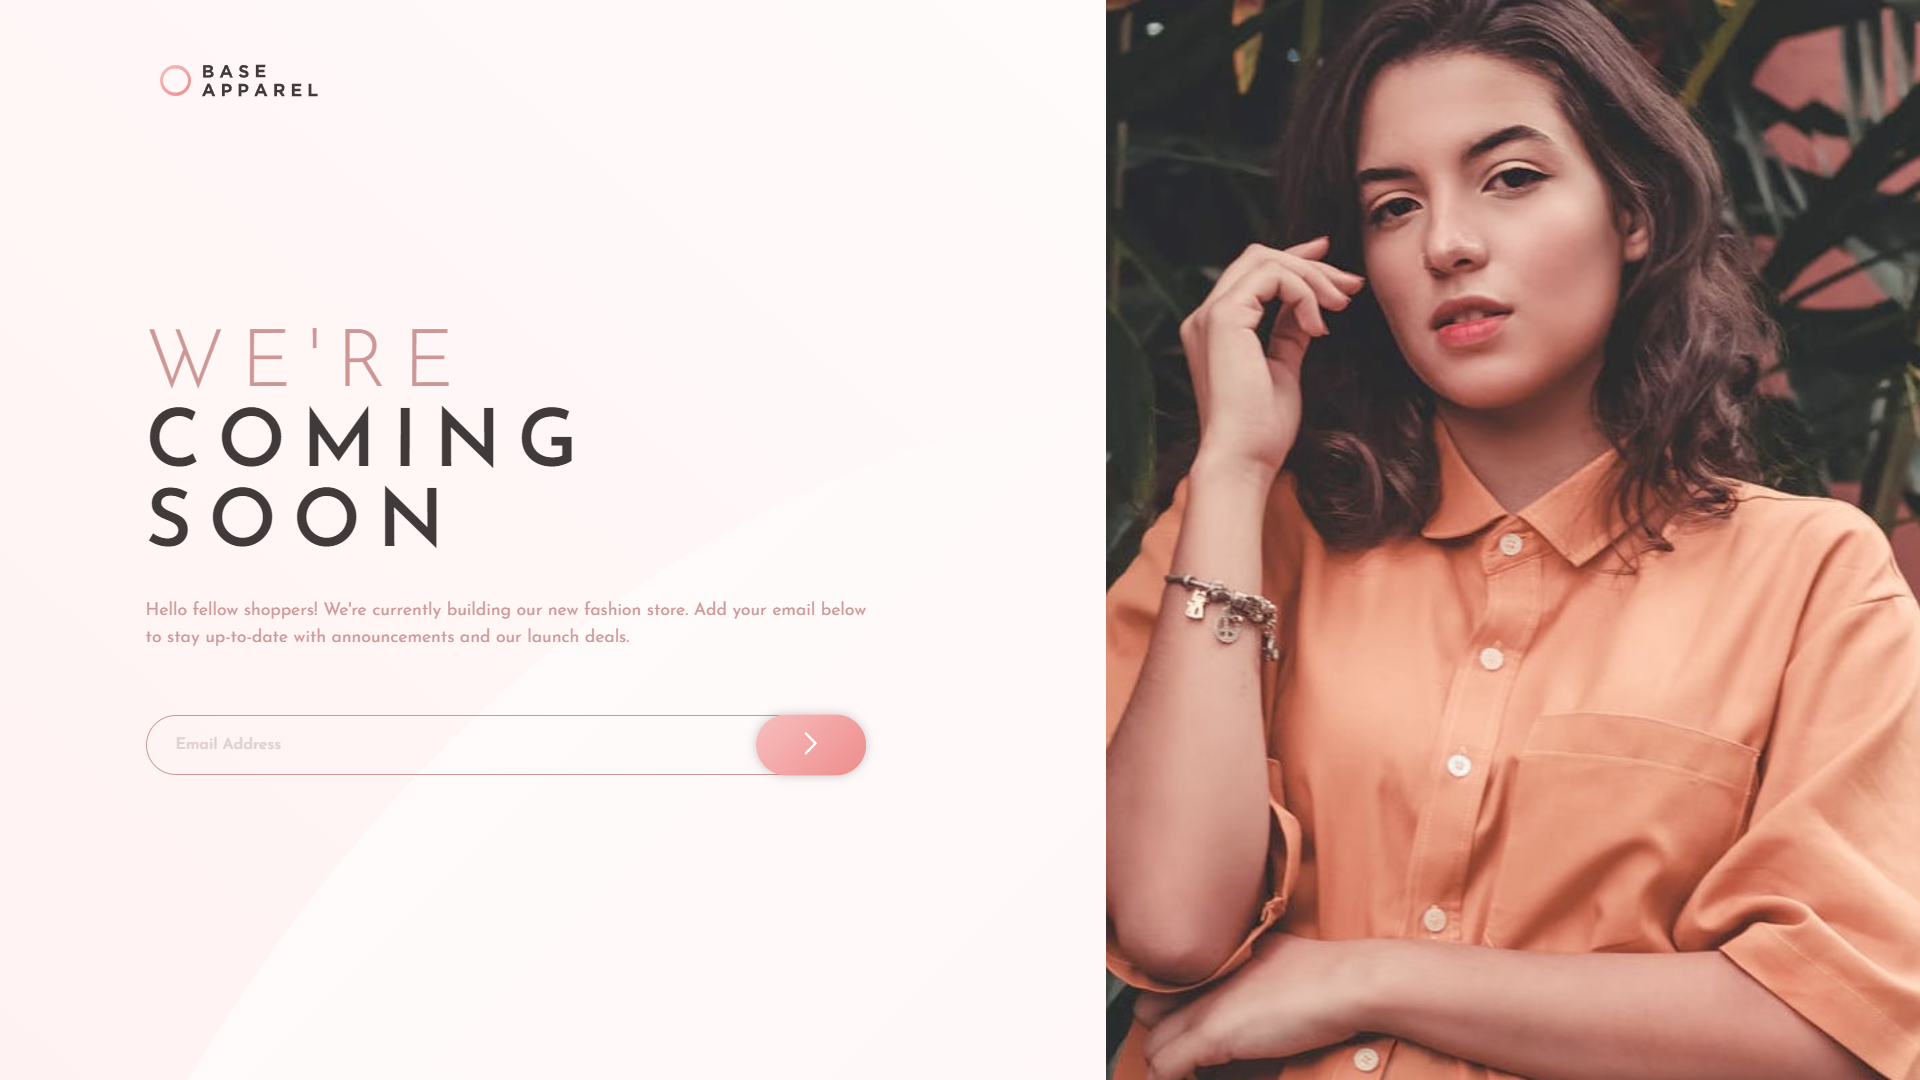 BASE
APPAREL
WE'RE
COMING
SOON
Hello fellow shoppers! We're currently building our new fashion store. Add your email below
to stay up-to-date with announcements and our launch deals.
Email Address